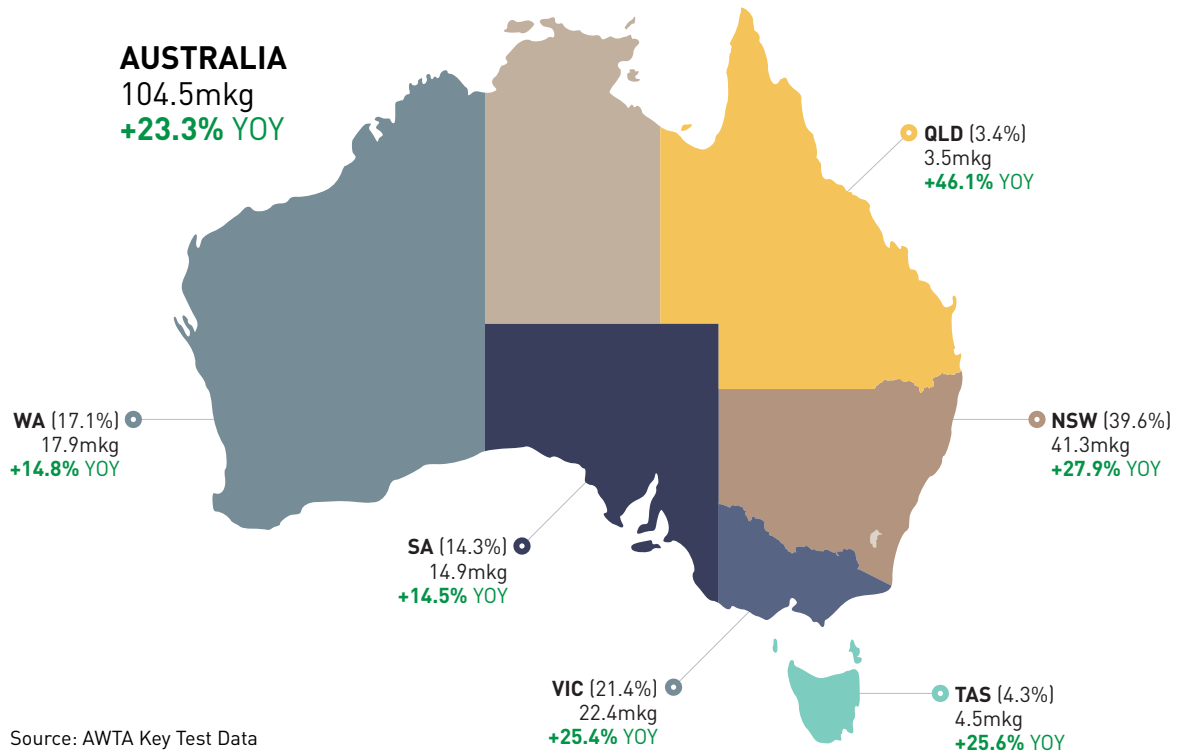 AUSTRALIA
104.5mkg
+23.3% YOY
QLD (3.4%)
3.5mkg
+46.1% YOY
WA (17.1%)
17.9mkg
+14.8% YOY
NSW (39.6%)
41.3mkg
+27.9% YOY
SA (14.3%)
14.9mkg
+14.5% YOY
VIC (21.4%)
22.4mkg
+25.4% YOY
TAS (4.3%)
4.5mkg
+25.6% YOY
Source: AWTA Key Test Data